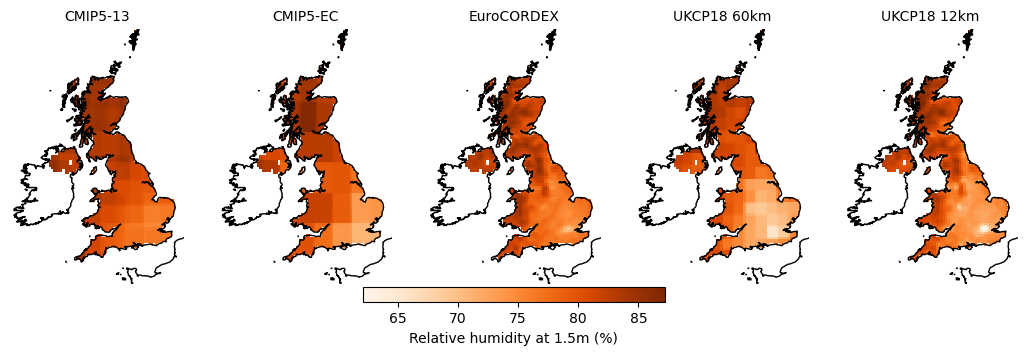 CMIP5-13 CMIP5-EC EuroCORDEX UKCP18 60km UKCP18 12km
65 70 75 80 85
Relative humidity at 1.5m (%)